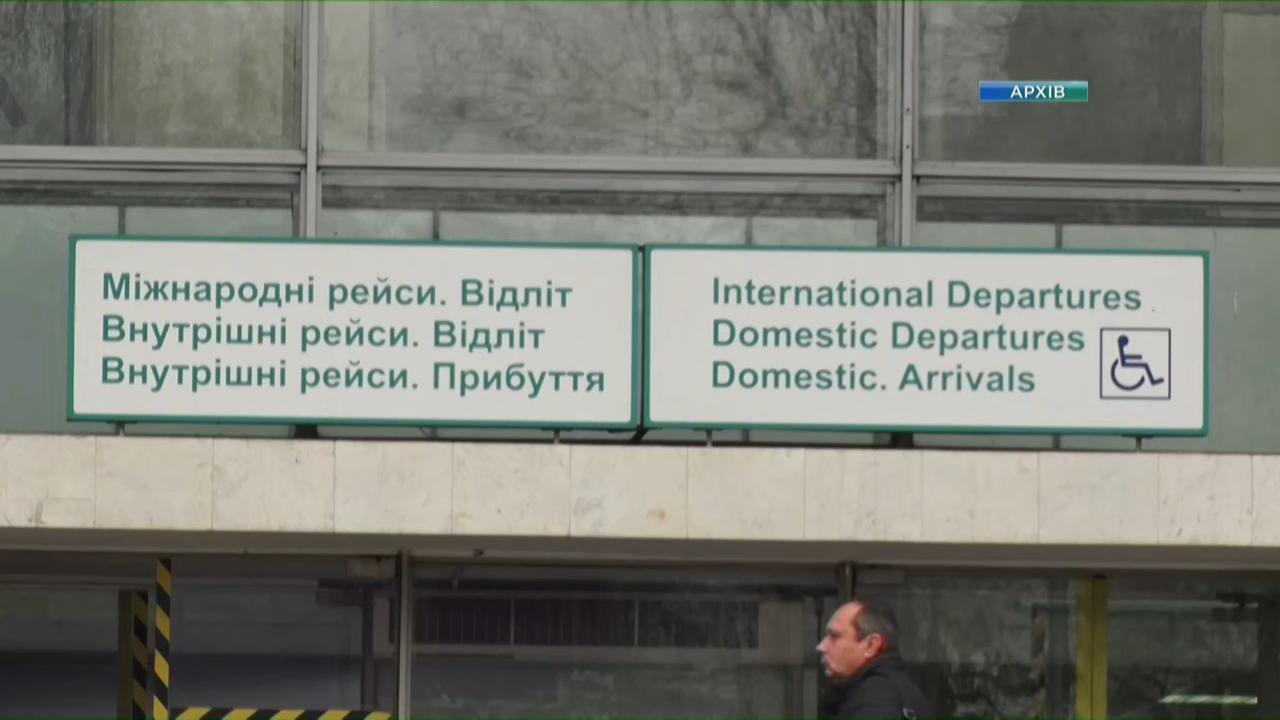 АРХІВ
Міжнародні рейси. Відліт
Внутрішні рейси. Відліт
Внутрішні рейси. Прибуття
International Departures
Domestic Departures
Domestic. Arrivals